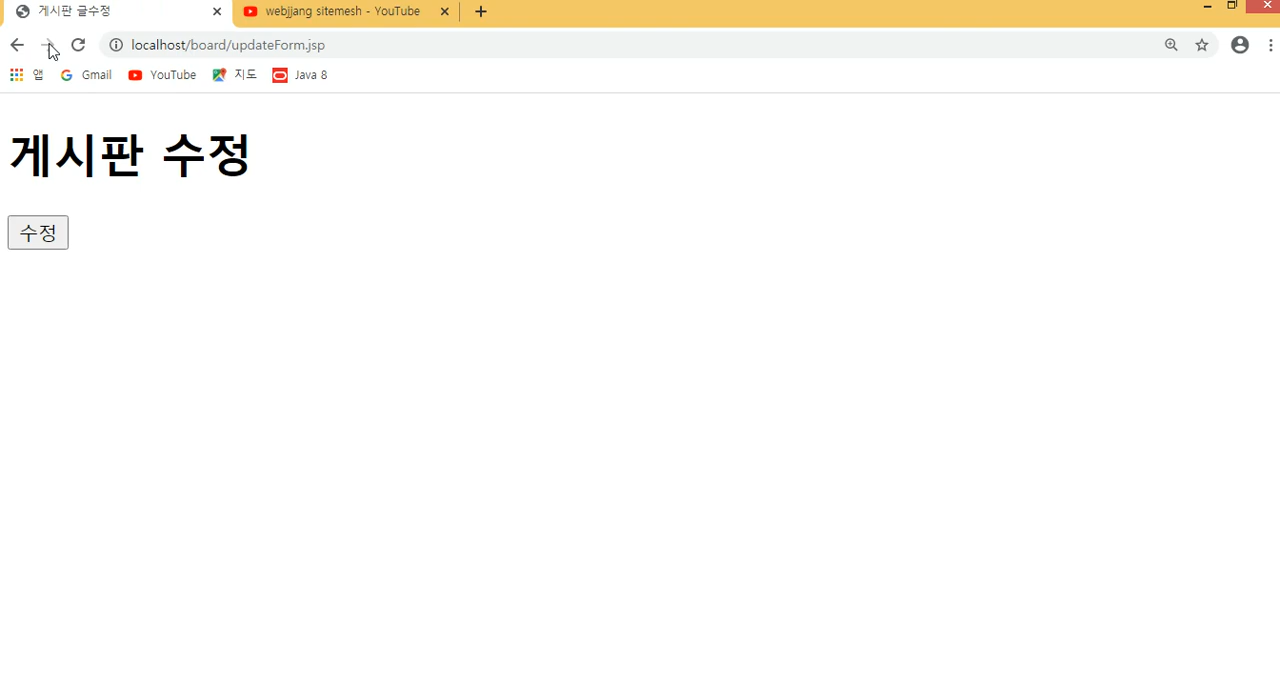 게시판 글수정
webjjang sitemesh - YouTube
localhost/board/updateForm.jsp
앱 Gmail YouTube 지도 Java 8
게시판 수정
수정